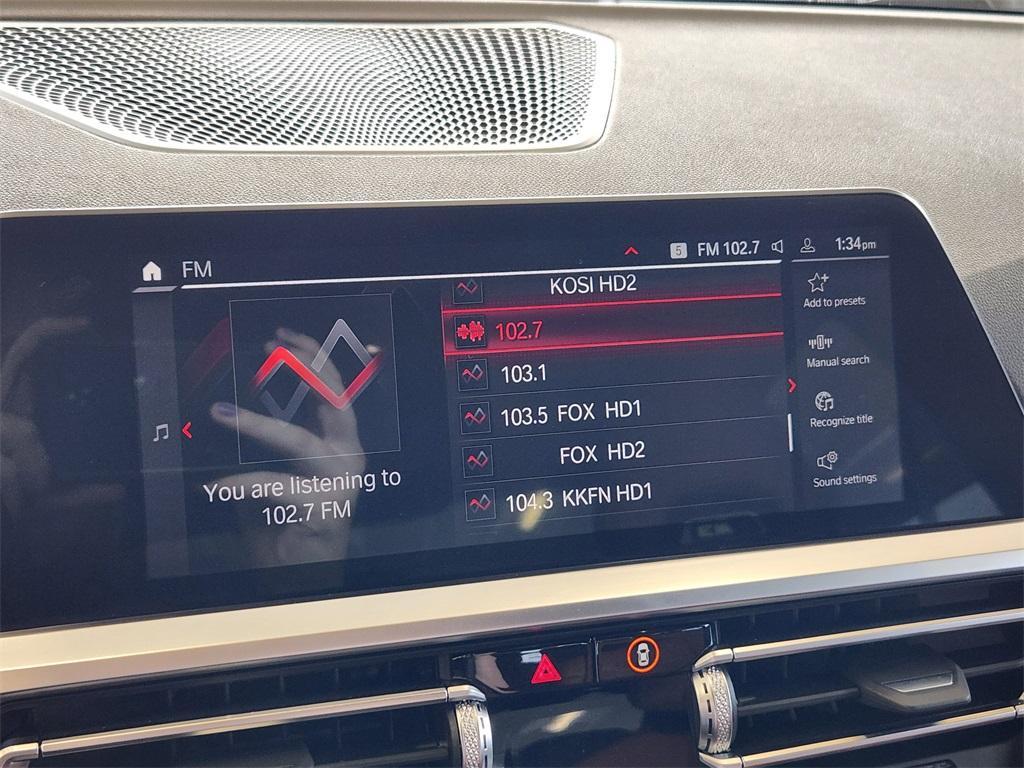 FM
5 FM 102.7 1:34pm
KOSI HD2
102.7
103.1
103.5 FOX HD1
FOX HD2
104.3 KKFN HD1
You are listening to
102.7 FM
Add to presets
Manual search
Recognize title
Sound settings